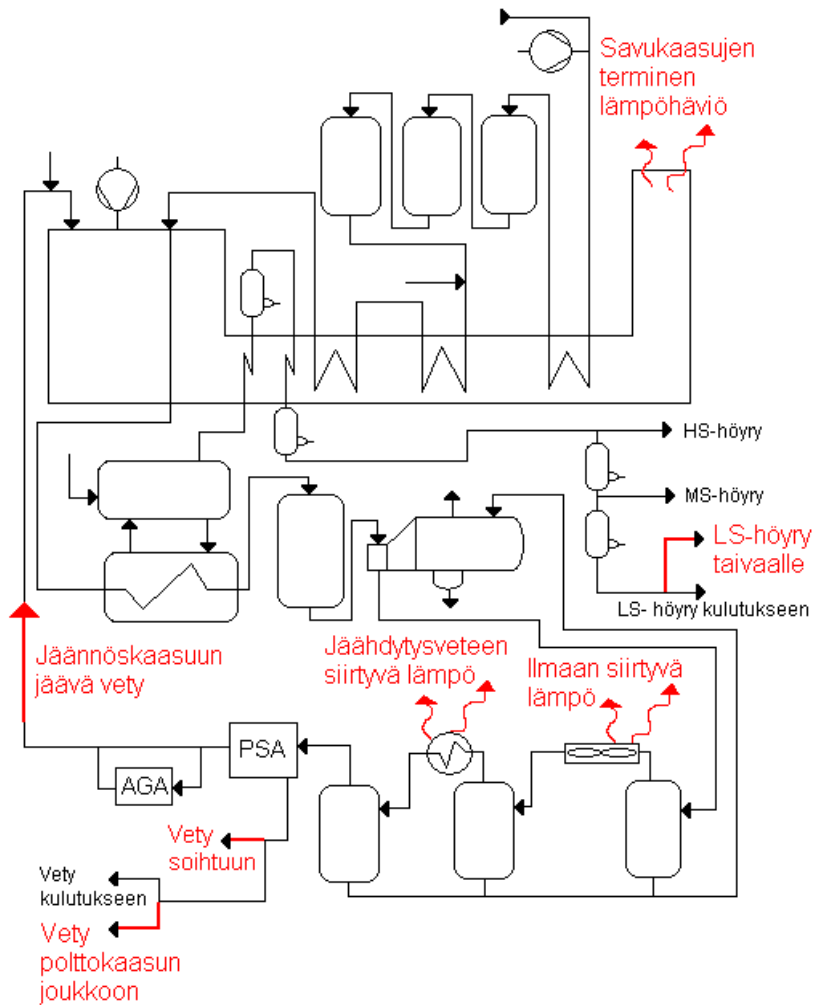 Savukaasujen
terminen
lämpöhäviö
HS-höyry
MS-höyry
LS-höyry
taivaalle
LS- höyry kulutukseen
Jäännöskaasuun
jäävä vety
Jäähdytysveteen
siirtyvä lämpö
Ilmaan siirtyvä
lämpö
PSA
AGA
Vety
soihtuun
Vety
kulutukseen
Vety
polttokaasun
joukkoon